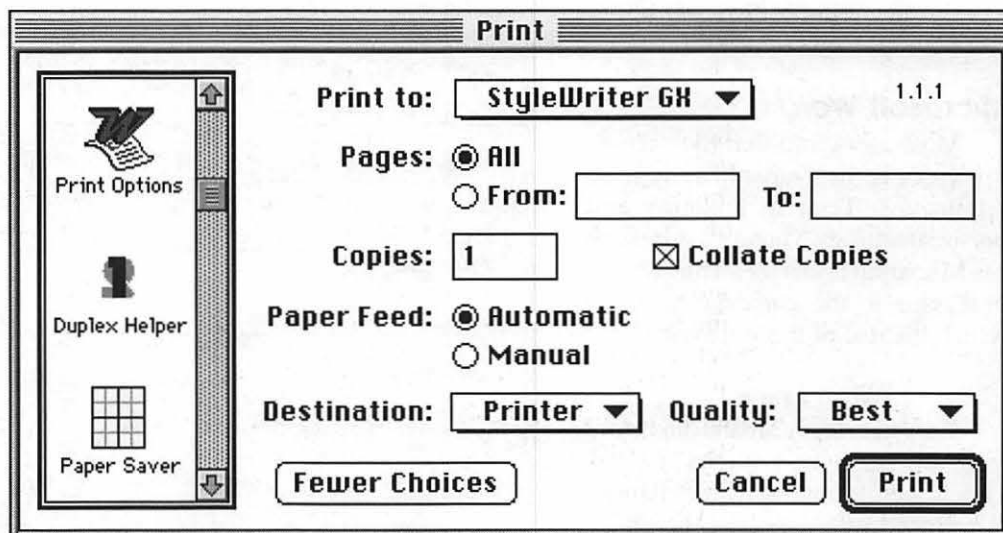 Print
Print Options
Duplex Helper
Paper Saver
Print to: StyleWriter GX 1.1.1
Pages: All
From: To:
Copies: 1 Collate Copies
Paper Feed: Automatic
Manual
Destination: Printer Quality: Best
Fewer Choices Cancel Print